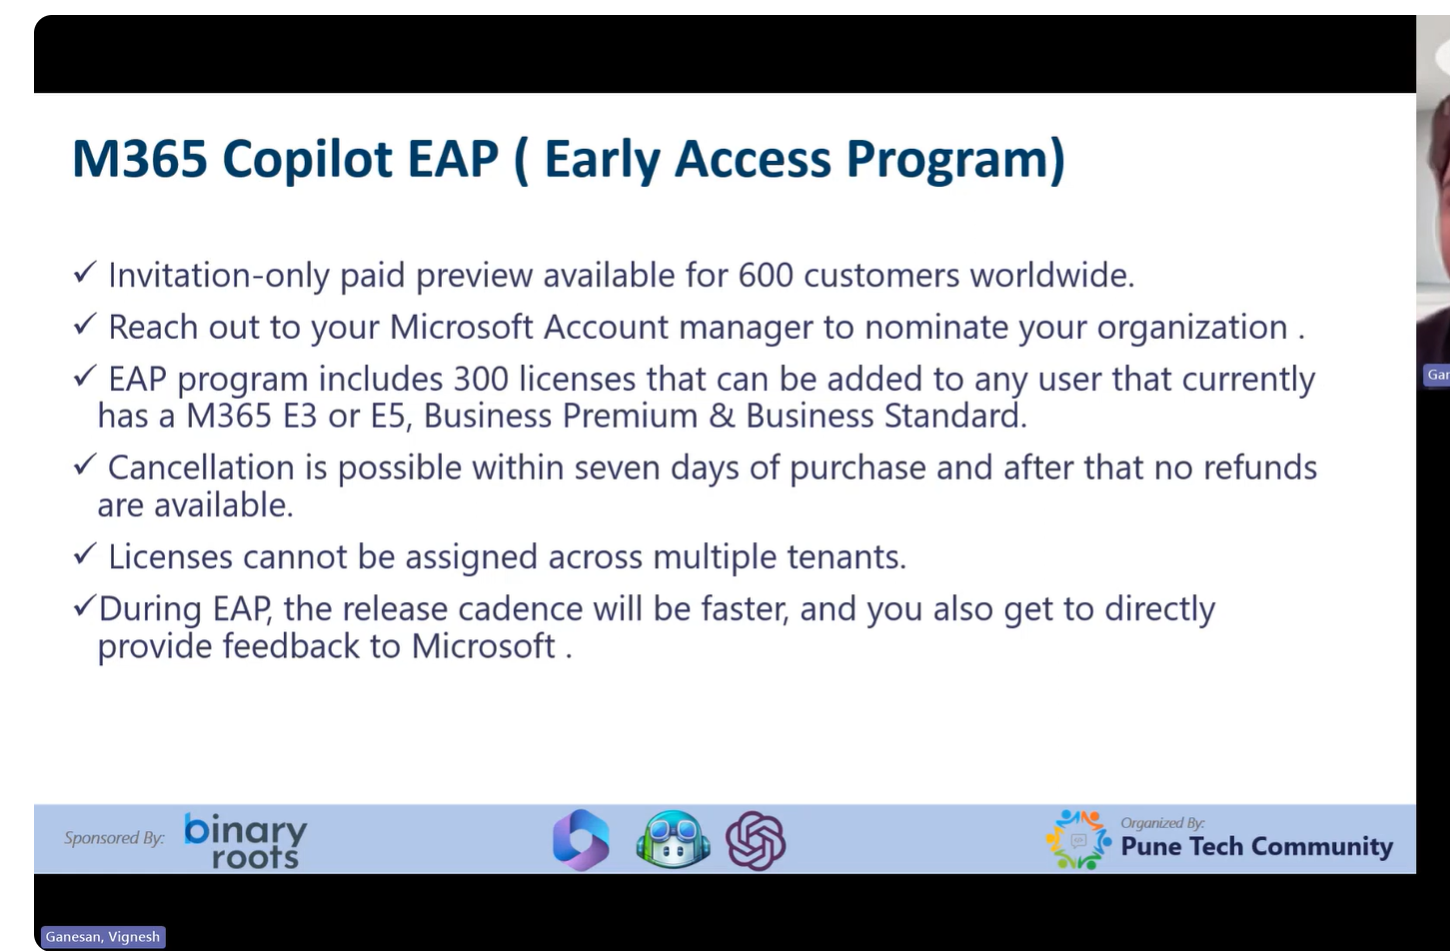 M365 Copilot EAP ( Early Access Program)
✓ Invitation-only paid preview available for 600 customers worldwide.
✓ Reach out to your Microsoft Account manager to nominate your organization .
✓ EAP program includes 300 licenses that can be added to any user that currently
has a M365 E3 or E5, Business Premium & Business Standard.
✓ Cancellation is possible within seven days of purchase and after that no refunds
are available.
✓ Licenses cannot be assigned across multiple tenants.
✓During EAP, the release cadence will be faster, and you also get to directly
provide feedback to Microsoft .
Gar
Sponsored By:
binary
roots
Organized By:
Pune Tech Community
Ganesan, Vignesh